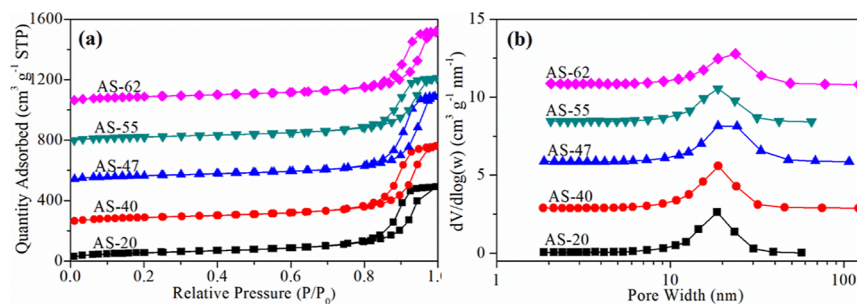 (a)
1600
1200
800
400
0
Quantity Adsorbed (cm³ g⁻¹ STP)
AS-62
AS-55
AS-47
AS-40
AS-20
0.0 0.2 0.4 0.6 0.8 1.0
Relative Pressure (P/P₀)
(b)
15
10
5
0
dV/dlog(w) (cm³ g⁻¹ nm⁻¹)
AS-62
AS-55
AS-47
AS-40
AS-20
1 10 100
Pore Width (nm)